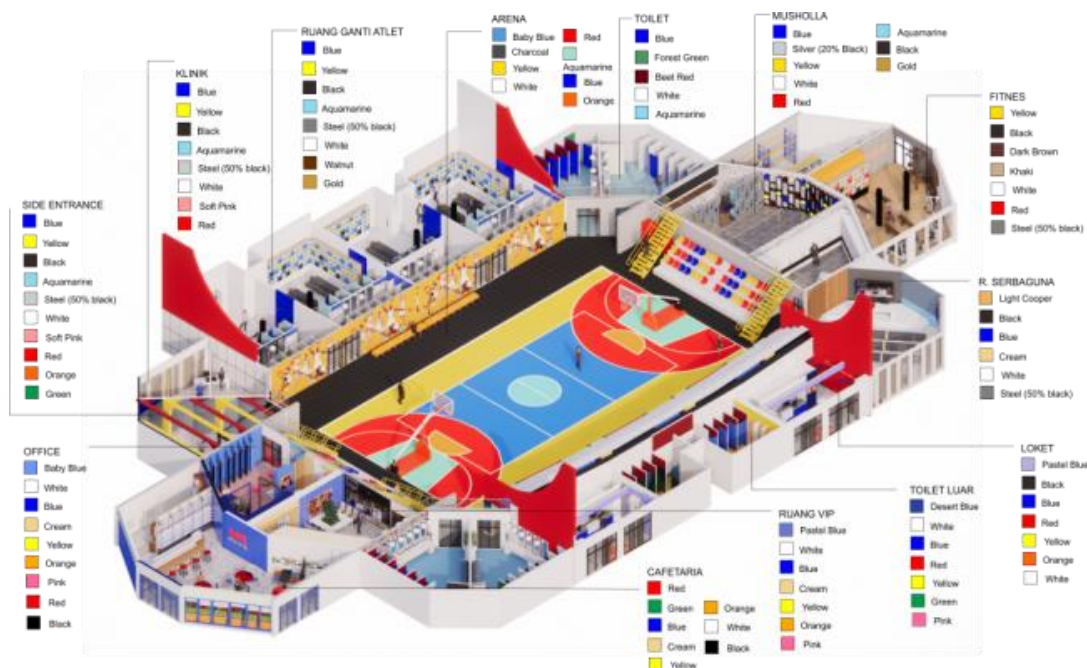 SIDE ENTRANCE
Blue
Yellow
Black
Aquamarine
Steel (50% black)
White
Soft Pink
Red
Orange
Green
KLINIK
Blue
Yellow
Black
Aquamarine
Steel (50% black)
White
Soft Pink
Red
RUANG GANTI ATLET
Blue
Yellow
Black
Aquamarine
Steel (50% black)
White
Walnut
Gold
ARENA
Baby Blue
Charcoal
Yellow
White
Red
Aquamarine
Blue
Orange
TOILET
Blue
Forest Green
Beet Red
White
Aquamarine
MUSHOLLA
Blue
Silver (20% Black)
Yellow
White
Red
Aquamarine
Black
Gold
FITNES
Yellow
Black
Dark Brown
Khaki
White
Red
Steel (50% black)
R. SERBAGUNA
Light Cooper
Black
Blue
Cream
White
Steel (50% black)
LOKET
Pastel Blue
Black
Blue
Red
Yellow
Orange
White
TOILET LUAR
Desert Blue
White
Blue
Red
Yellow
Green
Pink
RUANG VIP
Pastel Blue
White
Blue
Cream
Yellow
Orange
Pink
CAFETARIA
Red
Green
Blue
Cream
Yellow
Orange
White
Black
OFFICE
Baby Blue
White
Blue
Cream
Yellow
Orange
Pink
Red
Black